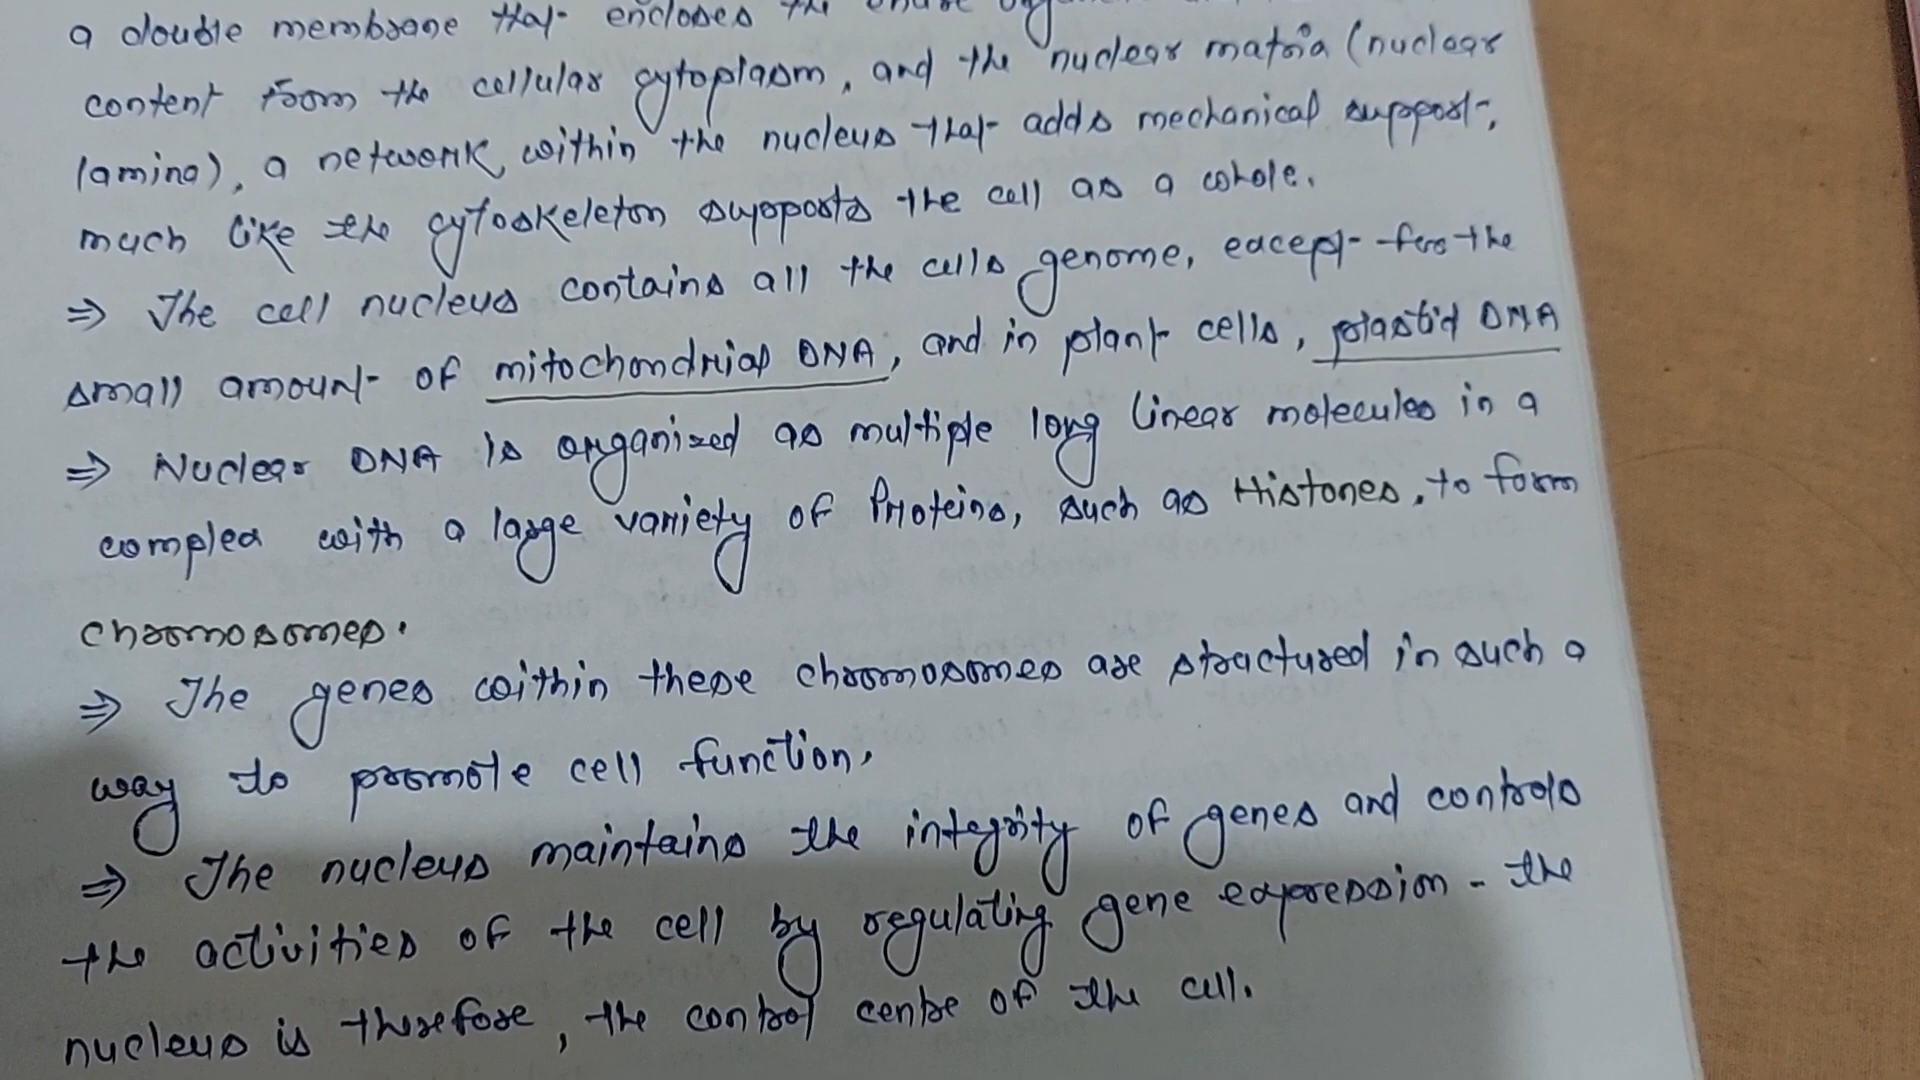 a double membrane that encloses the
content from the cellular cytoplasm, and the nuclear matrix (nuclear
lamina), a network within the nucleus that adds mechanical support,
much like the cytoskeleton supports the cell as a whole.
⇒ The cell nucleus contains all the cells genome, except for the
small amount of mitochondrial DNA, and in plant cells, plastid DNA
⇒ Nuclear DNA is organized as multiple long linear molecules in a
complex with a large variety of Proteins, such as Histones, to form
chromosomes.
⇒ The genes within these chromosomes are structured in such a
way to promote cell function.
⇒ The nucleus maintains the integrity of genes and controls
the activities of the cell by regulating gene expression - the
nucleus is therefore, the control centre of the cell.